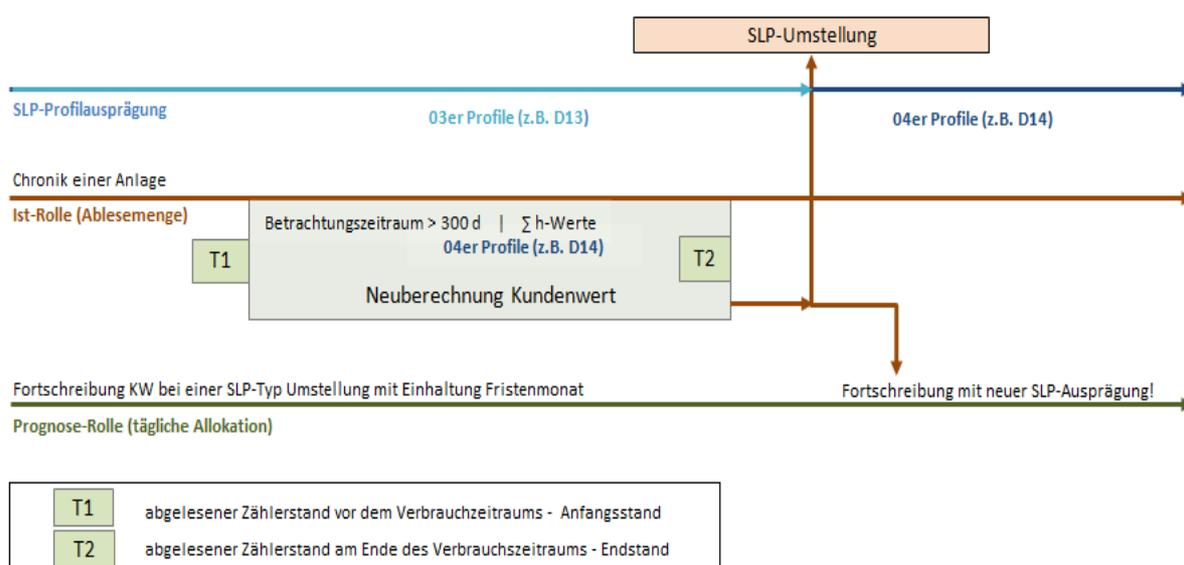 SLP-Umstellung
SLP-Profilausprägung
03er Profile (z.B. D13)
04er Profile (z.B. D14)
Chronik einer Anlage
Ist-Rolle (Ablesemenge)
Betrachtungszeitraum > 300 d | ∑ h-Werte
04er Profile (z.B. D14)
T1
T2
Neuberechnung Kundenwert
Fortschreibung KW bei einer SLP-Typ Umstellung mit Einhaltung Fristenmonat
Fortschreibung mit neuer SLP-Ausprägung!
Prognose-Rolle (tägliche Allokation)
T1 abgelesener Zählerstand vor dem Verbrauchzeitraums - Anfangsstand
T2 abgelesener Zählerstand am Ende des Verbrauchszeitraums - Endstand